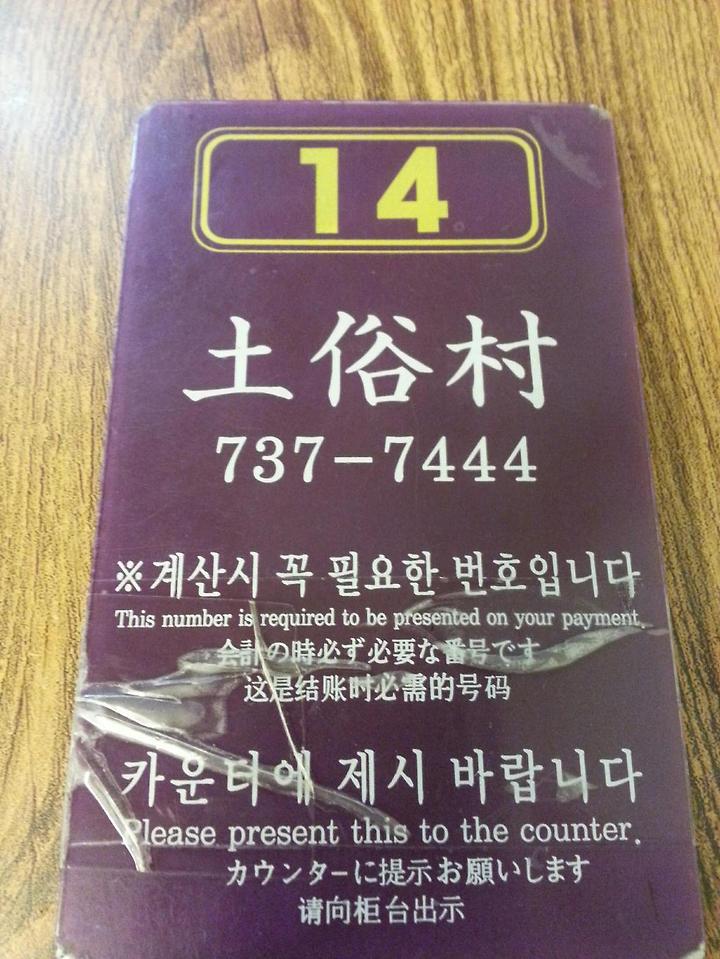 14
土俗村
737-7444
※계산시 꼭 필요한 번호입니다
This number is required to be presented on your payment.
会計の時必ず必要な番号です
这是结账时必需的号码
카운터에 제시 바랍니다
Please present this to the counter.
カウンターに提示お願いします
请向柜台出示